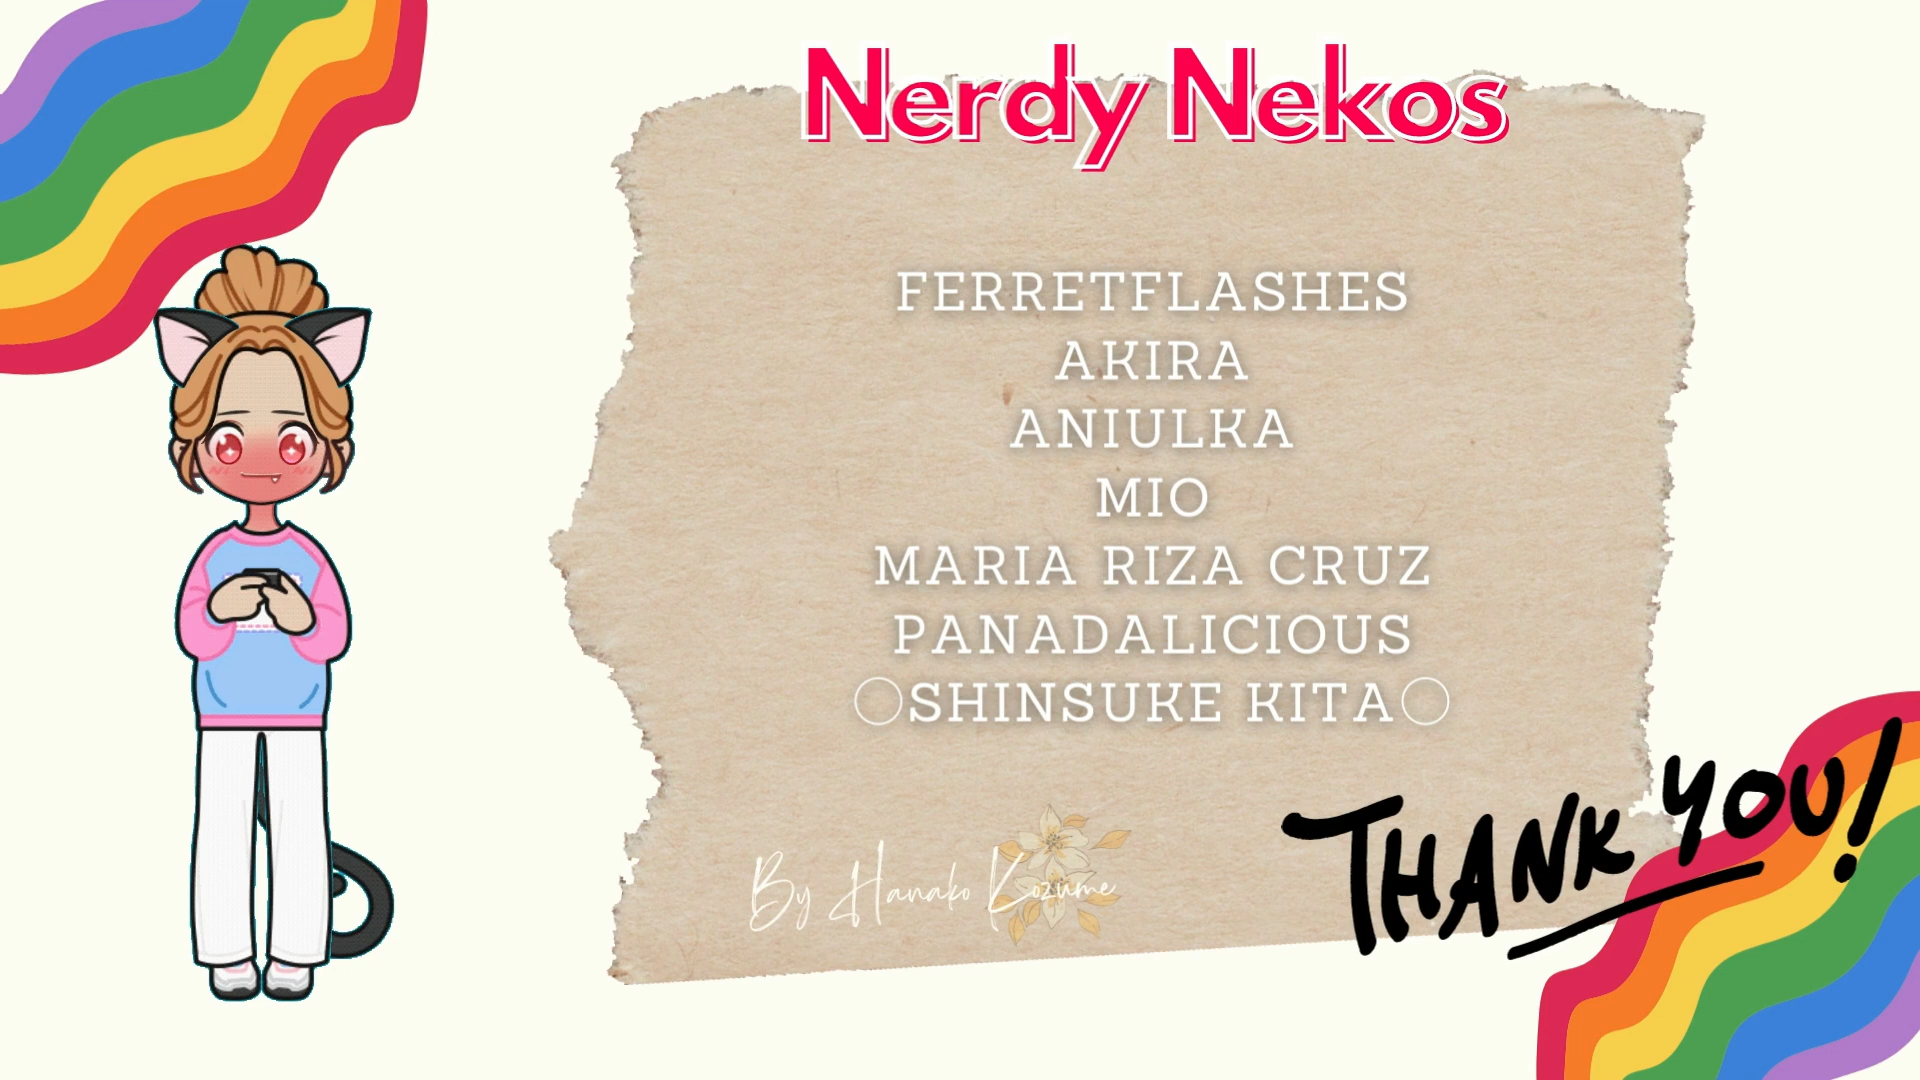 Nerdy Nekos
FERRETFLASHES
AKIRA
ANIULKA
MIO
MARIA RIZA CRUZ
PANADALICIOUS
○SHINSUKE KITA○
By Hanako Kozume
THANK YOU!